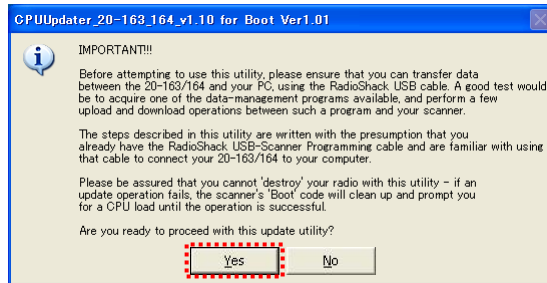 CPUUpdater_20-163_164_v1.10 for Boot Ver1.01
IMPORTANT!!!
Before attempting to use this utility, please ensure that you can transfer data
between the 20-163/164 and your PC, using the RadioShack USB cable. A good test would
be to acquire one of the data-management programs available, and perform a few
upload and download operations between such a program and your scanner.
The steps described in this utility are written with the presumption that you
already have the RadioShack USB-Scanner Programming cable and are familiar with using
that cable to connect your 20-163/164 to your computer.
Please be assured that you cannot 'destroy' your radio with this utility - if an
update operation fails, the scanner's 'Boot' code will clean up and prompt you
for a CPU load until the operation is successful.
Are you ready to proceed with this update utility?
Yes No